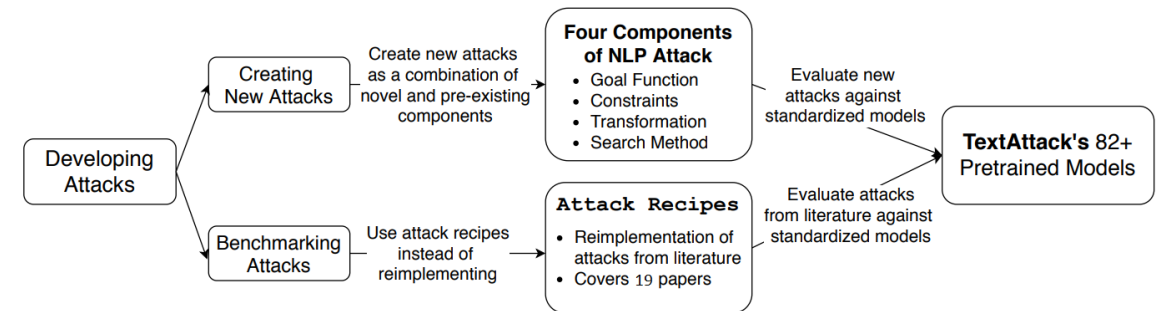 Developing
Attacks
Creating
New Attacks
Create new attacks
as a combination of
novel and pre-existing
components
Four Components
of NLP Attack
• Goal Function
• Constraints
• Transformation
• Search Method
Evaluate new
attacks against
standardized models
Benchmarking
Attacks
Use attack recipes
instead of
reimplementing
Attack Recipes
• Reimplementation of
attacks from literature
• Covers 19 papers
Evaluate attacks
from literature against
standardized models
TextAttack's 82+
Pretrained Models